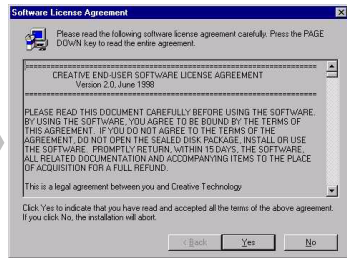 Software License Agreement
Please read the following software license agreement carefully. Press the PAGE
DOWN key to read the entire agreement.
==================================================
CREATIVE END-USER SOFTWARE LICENSE AGREEMENT
Version 2.0, June 1998
==================================================
PLEASE READ THIS DOCUMENT CAREFULLY BEFORE USING THE SOFTWARE.
BY USING THE SOFTWARE, YOU AGREE TO BE BOUND BY THE TERMS OF
THIS AGREEMENT. IF YOU DO NOT AGREE TO THE TERMS OF THE
AGREEMENT, DO NOT OPEN THE SEALED DISK PACKAGE, INSTALL OR USE
THE SOFTWARE. PROMPTLY RETURN, WITHIN 15 DAYS, THE SOFTWARE,
ALL RELATED DOCUMENTATION AND ACCOMPANYING ITEMS TO THE PLACE
OF ACQUISITION FOR A FULL REFUND.
This is a legal agreement between you and Creative Technology
Click Yes to indicate that you have read and accepted all the terms of the above agreement.
If you click No, the installation will abort.
< Back
Yes
No